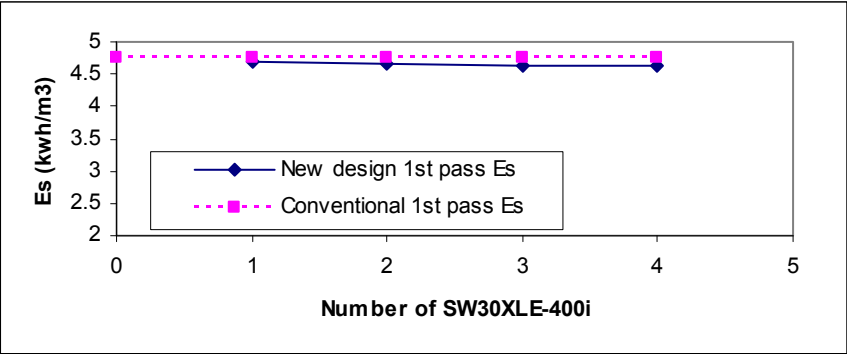 5
4.5
4
3.5
3
2.5
2
Es (kwh/m3)
New design 1st pass Es
Conventional 1st pass Es
0 1 2 3 4 5
Number of SW30XLE-400i